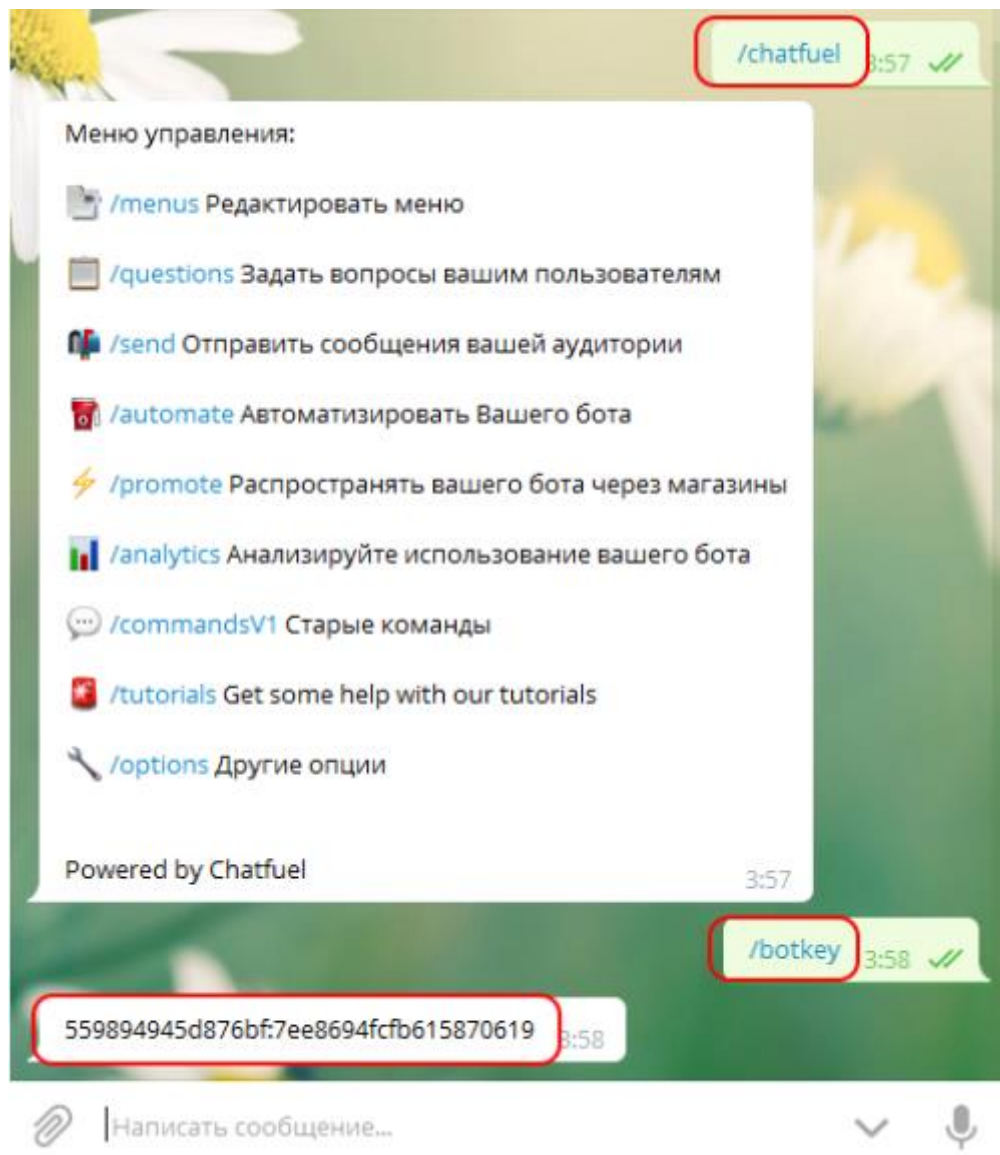 /chatfuel 3:57
Меню управления:
/menus Редактировать меню
/questions Задать вопросы вашим пользователям
/send Отправить сообщения вашей аудитории
/automate Автоматизировать Вашего бота
/promote Распространять вашего бота через магазины
/analytics Анализируйте использование вашего бота
/commandsV1 Старые команды
/tutorials Get some help with our tutorials
/options Другие опции
Powered by Chatfuel 3:57
/botkey 3:58
559894945d876bf:7ee8694fcfb615870619 3:58
Написать сообщение...